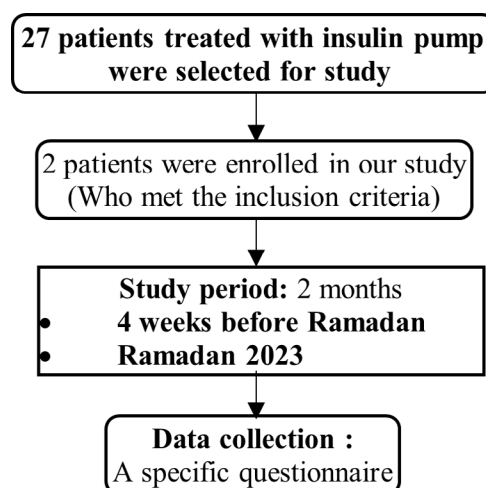 27 patients treated with insulin pump
were selected for study
2 patients were enrolled in our study
(Who met the inclusion criteria)
Study period: 2 months
• 4 weeks before Ramadan
• Ramadan 2023
Data collection :
A specific questionnaire